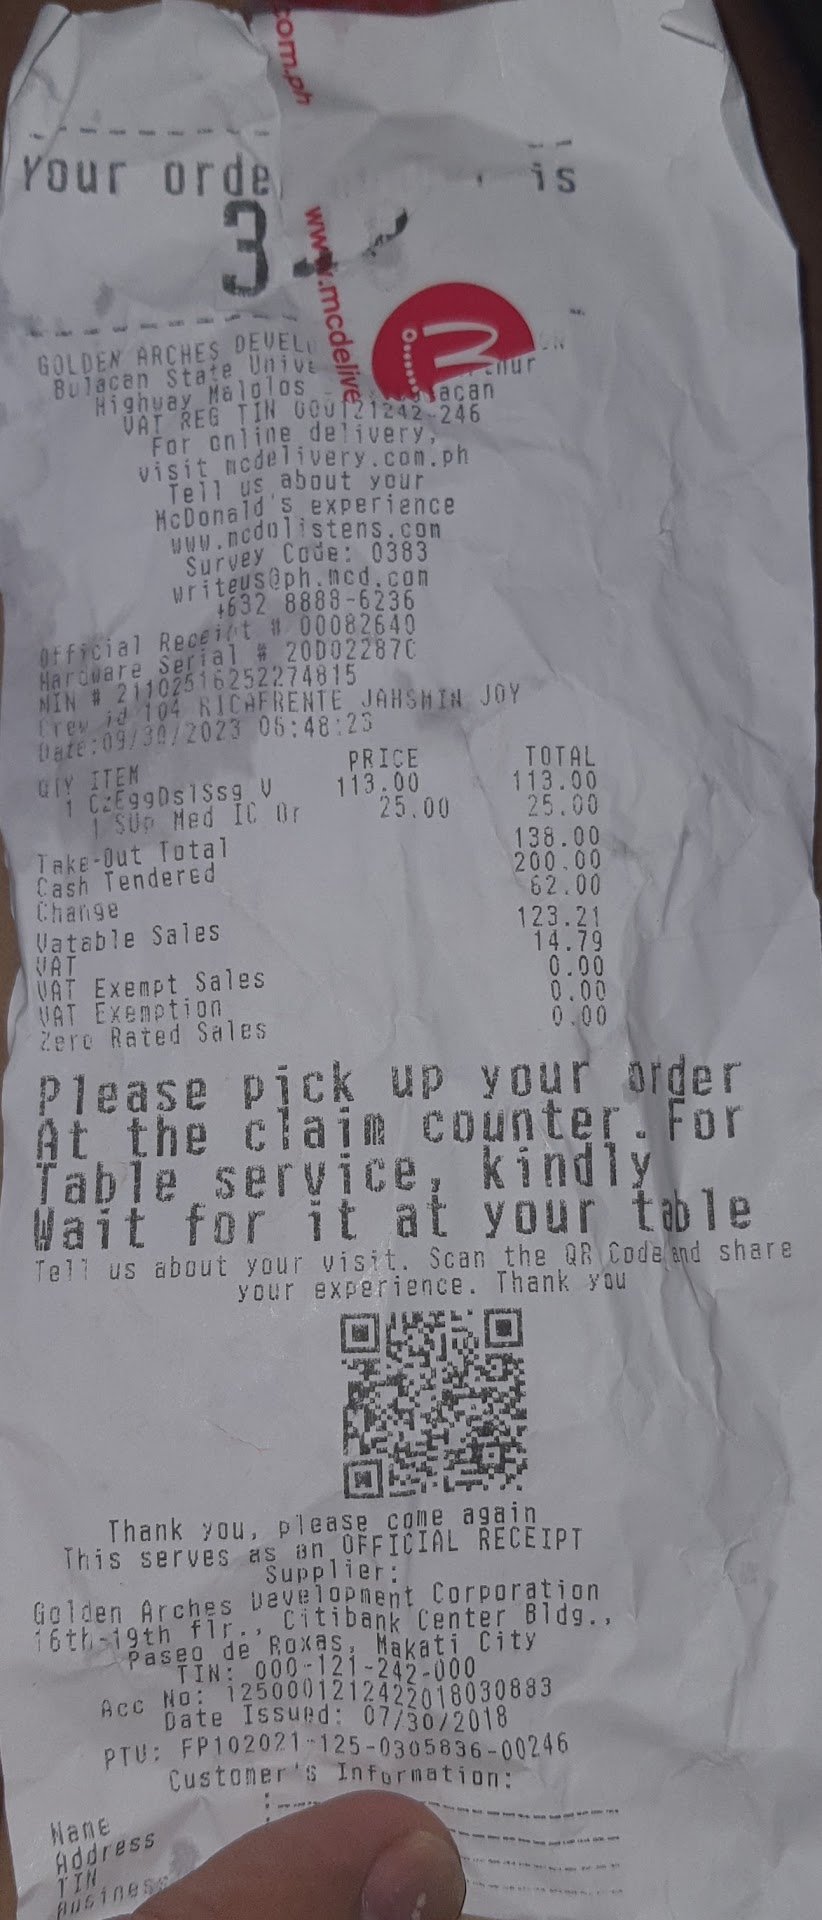 com.ph
Your orde is
3
www.mcdelive
GOLDEN ARCHES DEVEL
Bulacan State Unive
Highway Malolos - acan
VAT REG TIN 000121242-246
For online delivery,
visit mcdelivery.com.ph
Tell us about your
McDonald's experience
www.mcdolistens.com
Survey Code: 0383
writeus@ph.mcd.com
+632 8888-6236
Official Receipt # 00082640
Hardware Serial # 20D02287C
MIN # 21102516252274815
Crew id 104 RICAFRENTE JAHSMIN JOY
Date:09/30/2023 06:48:23
QTY ITEM PRICE TOTAL
1 CzEggDslSsg V 113.00 113.00
1 SUp Med IC Or 25.00 25.00
Take-Out Total 138.00
Cash Tendered 200.00
Change 62.00
Vatable Sales 123.21
VAT 14.79
VAT Exempt Sales 0.00
VAT Exemption 0.00
Zero Rated Sales 0.00
Please pick up your order
At the claim counter.For
Table service, kindly
Wait for it at your table
Tell us about your visit. Scan the QR Code and share
your experience. Thank you
Thank you, please come again
This serves as an OFFICIAL RECEIPT
Supplier:
Golden Arches Development Corporation
16th-19th flr., Citibank Center Bldg.,
Paseo de Roxas, Makati City
TIN: 000-121-242-000
Acc No: 1250001212422018030883
Date Issued: 07/30/2018
PTU: FP102021-125-0305836-00246
Customer's Information:
Name :
Address
TIN
Business